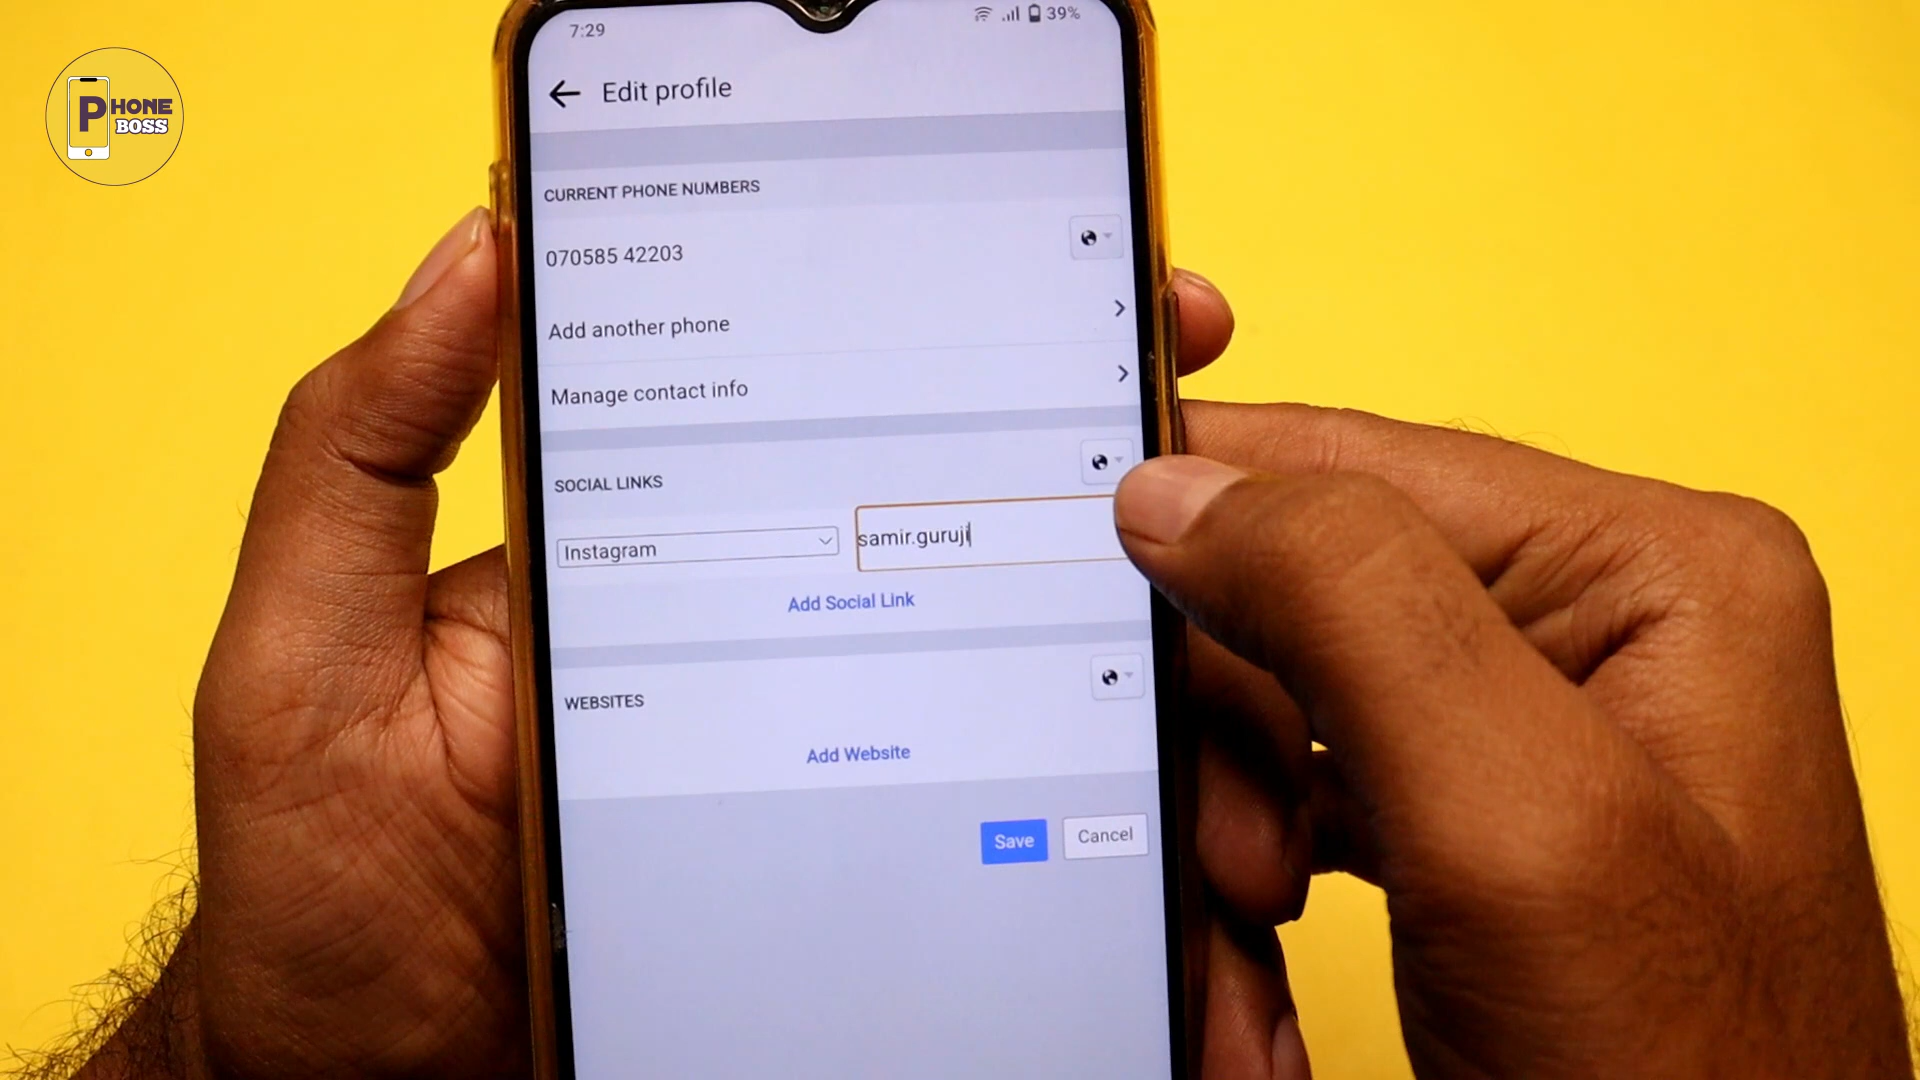 PHONE
BOSS
7:29
39%
Edit profile
CURRENT PHONE NUMBERS
070585 42203
Add another phone
Manage contact info
SOCIAL LINKS
Instagram
samir.guruji
Add Social Link
WEBSITES
Add Website
Save
Cancel